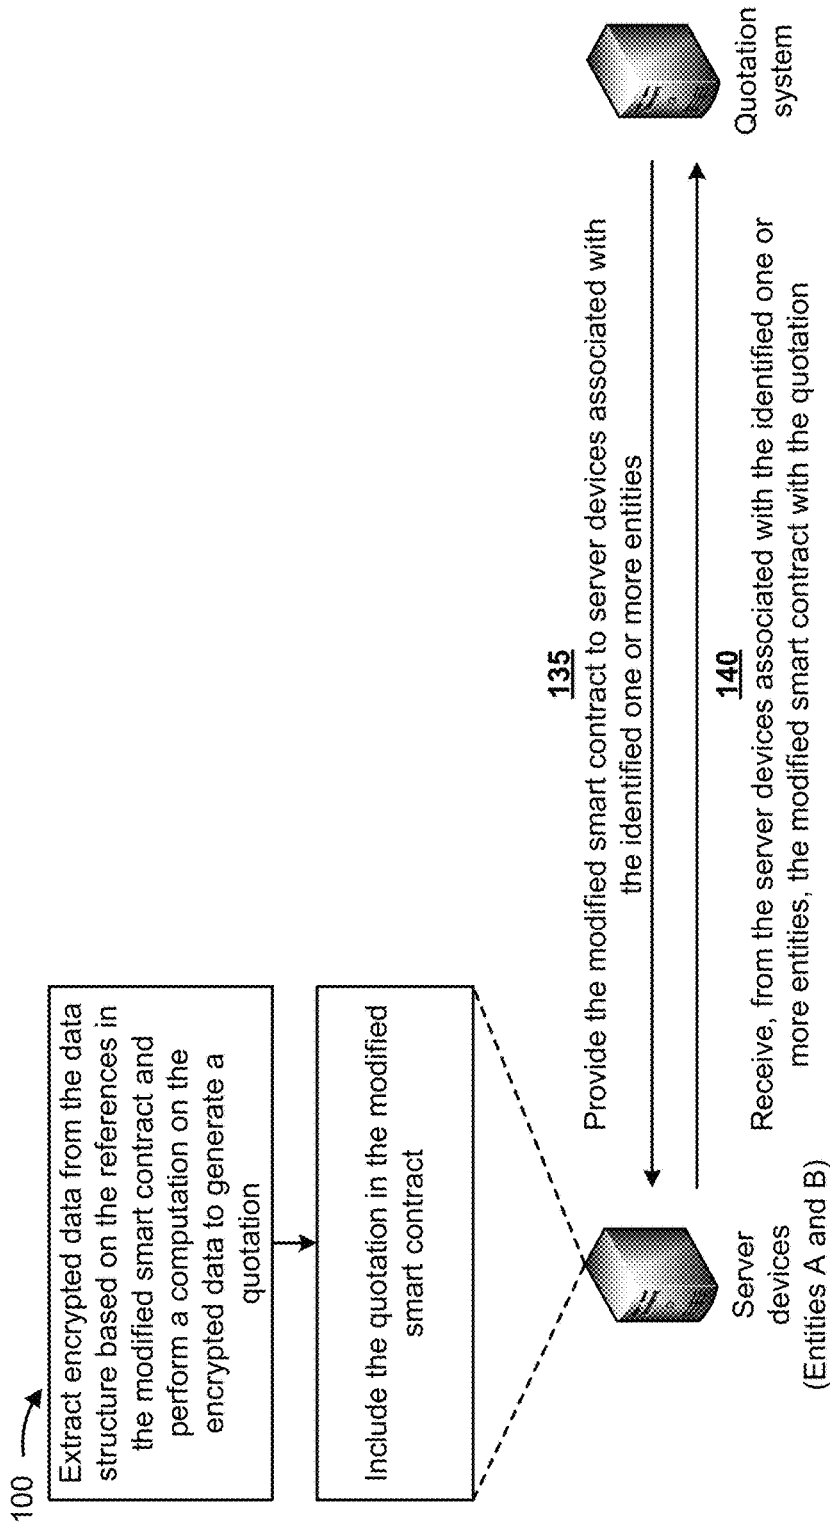 100
Extract encrypted data from the data
structure based on the references in
the modified smart contract and
perform a computation on the
encrypted data to generate a
quotation
Include the quotation in the modified
smart contract
135
Provide the modified smart contract to server devices associated with
the identified one or more entities
140
Receive, from the server devices associated with the identified one or
more entities, the modified smart contract with the quotation
Server
devices
(Entities A and B)
Quotation
system